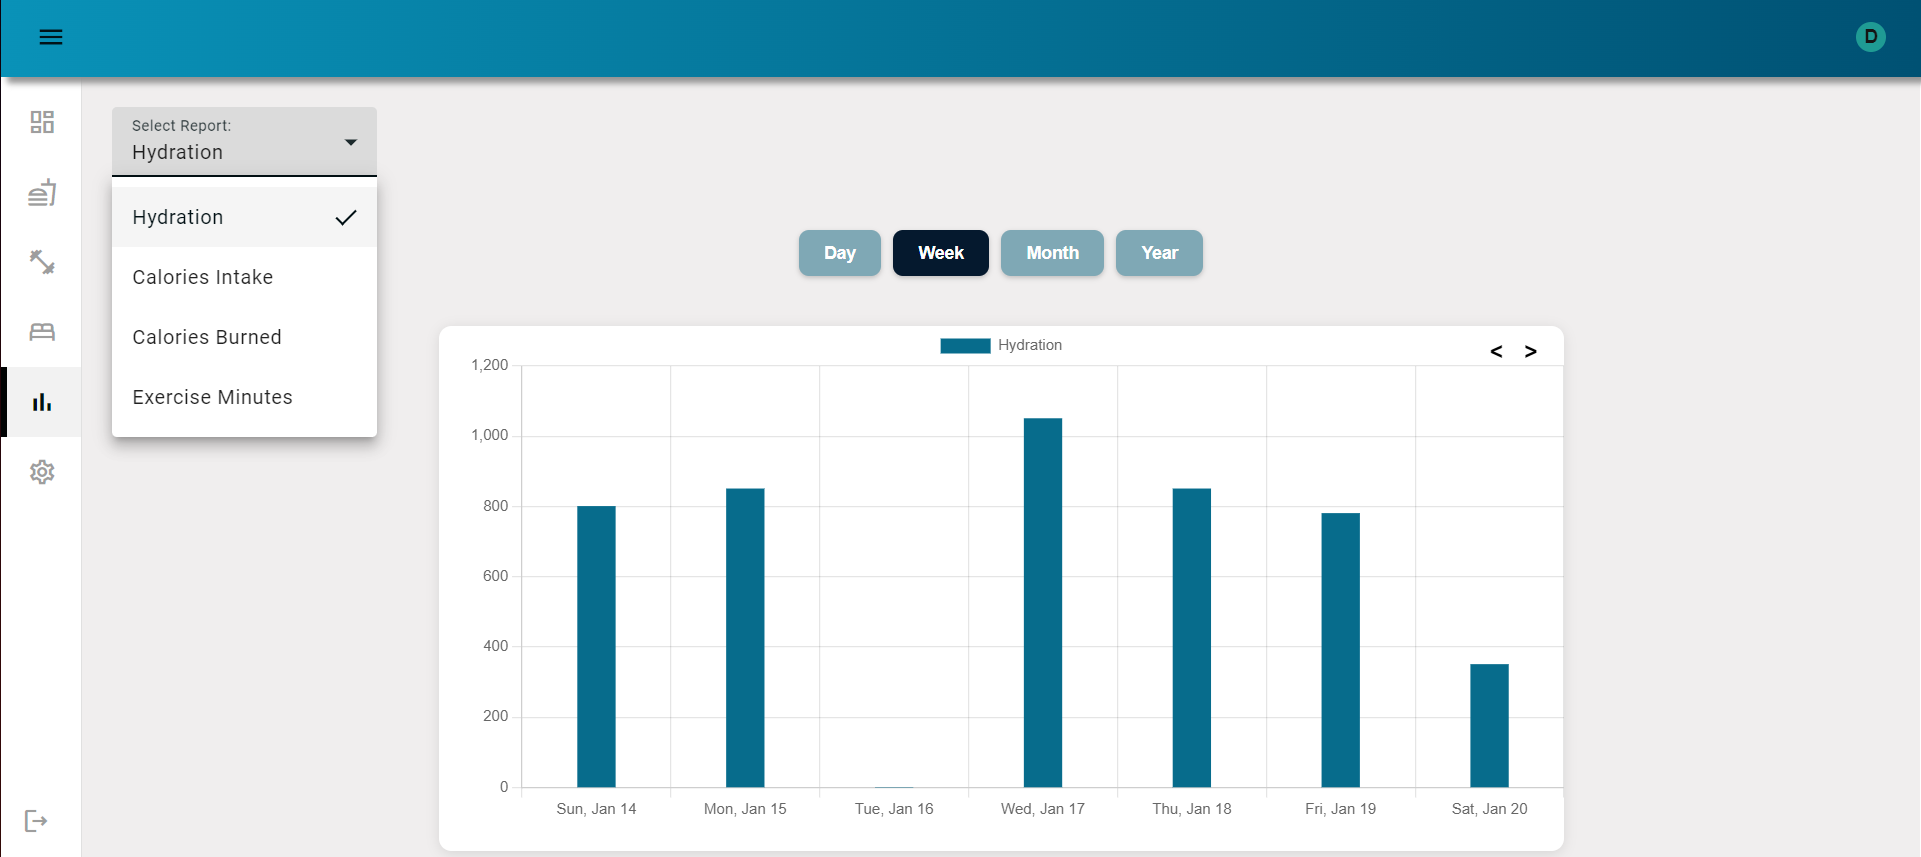 D
Select Report:
Hydration
Hydration
Calories Intake
Calories Burned
Exercise Minutes
Day Week Month Year
Hydration
< >
1,200
1,000
800
600
400
200
0
Sun, Jan 14 Mon, Jan 15 Tue, Jan 16 Wed, Jan 17 Thu, Jan 18 Fri, Jan 19 Sat, Jan 20